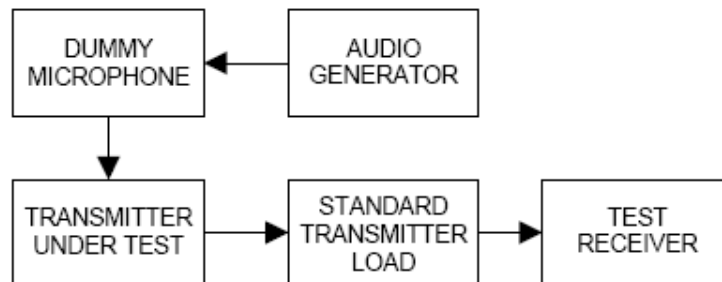 DUMMY
MICROPHONE
AUDIO
GENERATOR
TRANSMITTER
UNDER TEST
STANDARD
TRANSMITTER
LOAD
TEST
RECEIVER